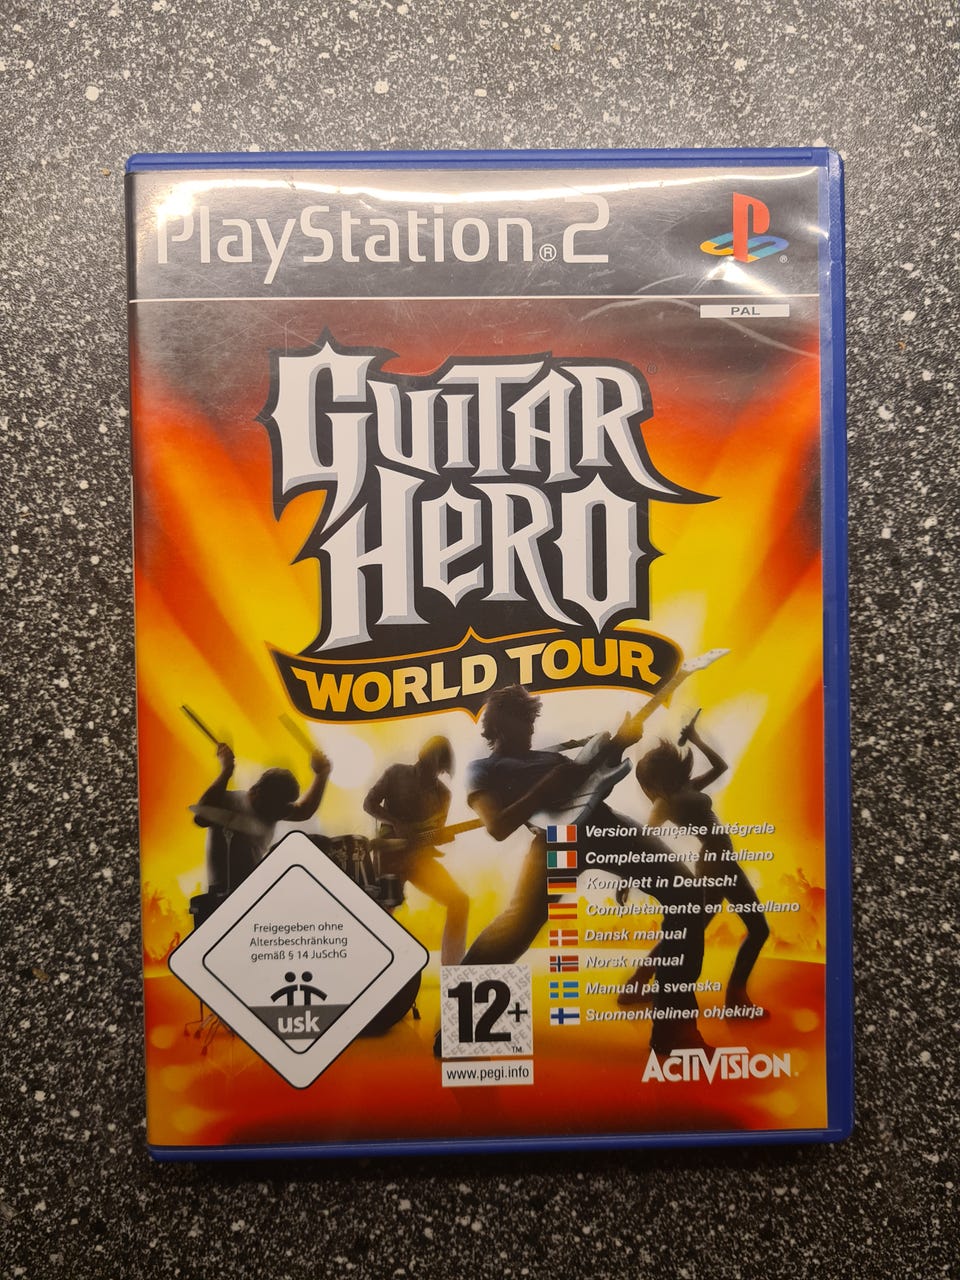 PlayStation®2
®
PAL
GUITAR
HERO
®
WORLD TOUR
Version française intégrale
Completamente in italiano
Komplett in Deutsch!
Completamente en castellano
Dansk manual
Norsk manual
Manual på svenska
Suomenkielinen ohjekirja
Freigegeben ohne
Altersbeschränkung
gemäß § 14 JuSchG
usk
12+
TM
www.pegi.info
ACTIVISION